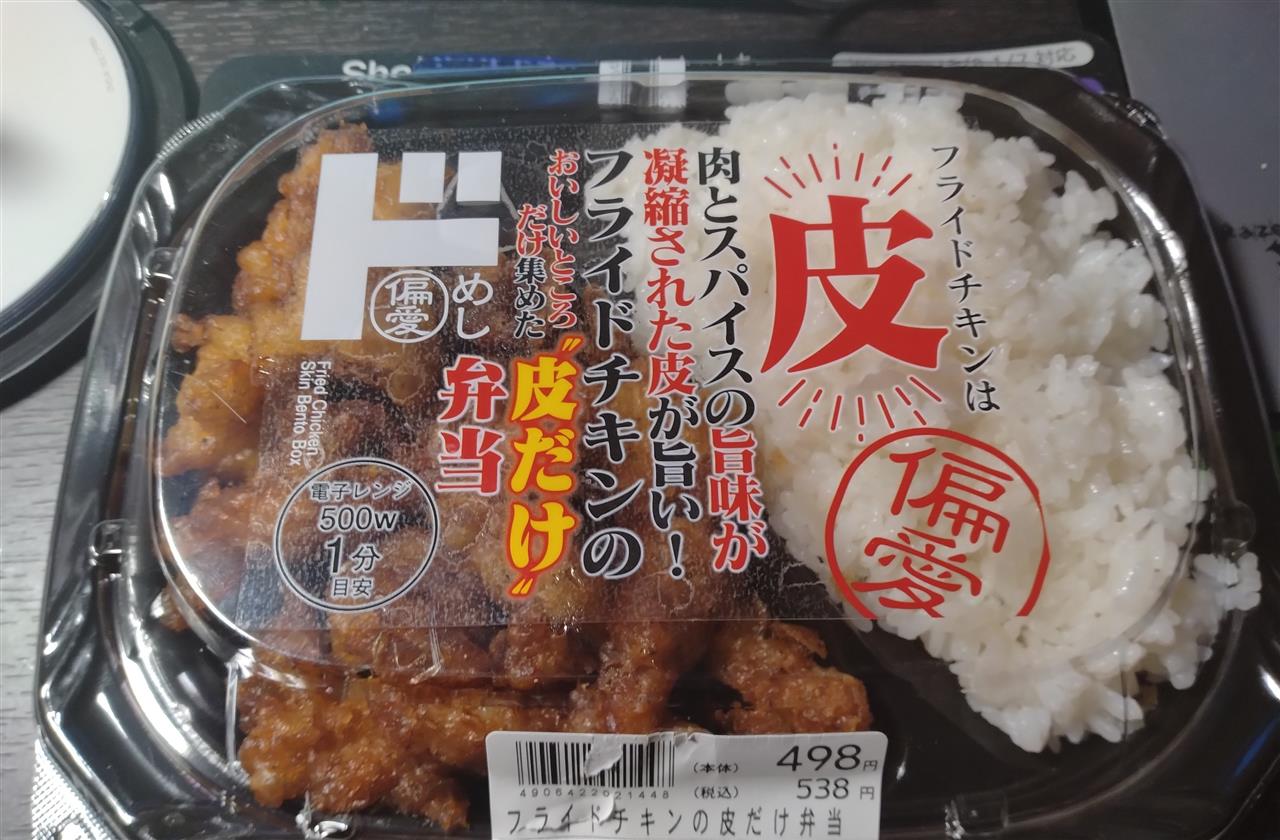 フライドチキンは
皮
偏愛
肉とスパイスの旨味が
凝縮された皮が旨い!
フライドチキンの
おいしいところ
だけ集めた
"皮だけ"
弁当
ド
めし
偏愛
Fried Chicken
Skin Bento Box
電子レンジ
500w
1分
目安
4906422921448
(本体) 498円
(税込) 538円
フライドチキンの皮だけ弁当
She
対応